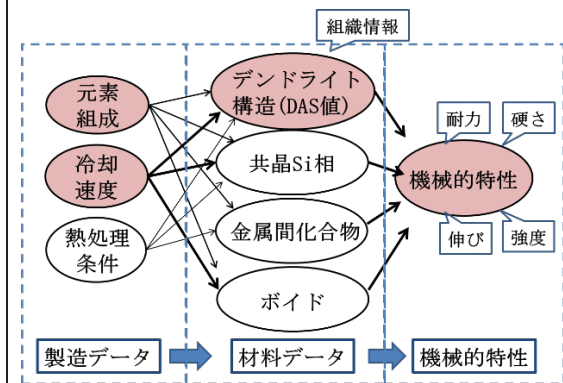 組織情報
元素
組成
冷却
速度
熱処理
条件
デンドライト
構造(DAS値)
共晶Si相
金属間化合物
ボイド
耐力
硬さ
機械的特性
伸び
強度
製造データ
材料データ
機械的特性